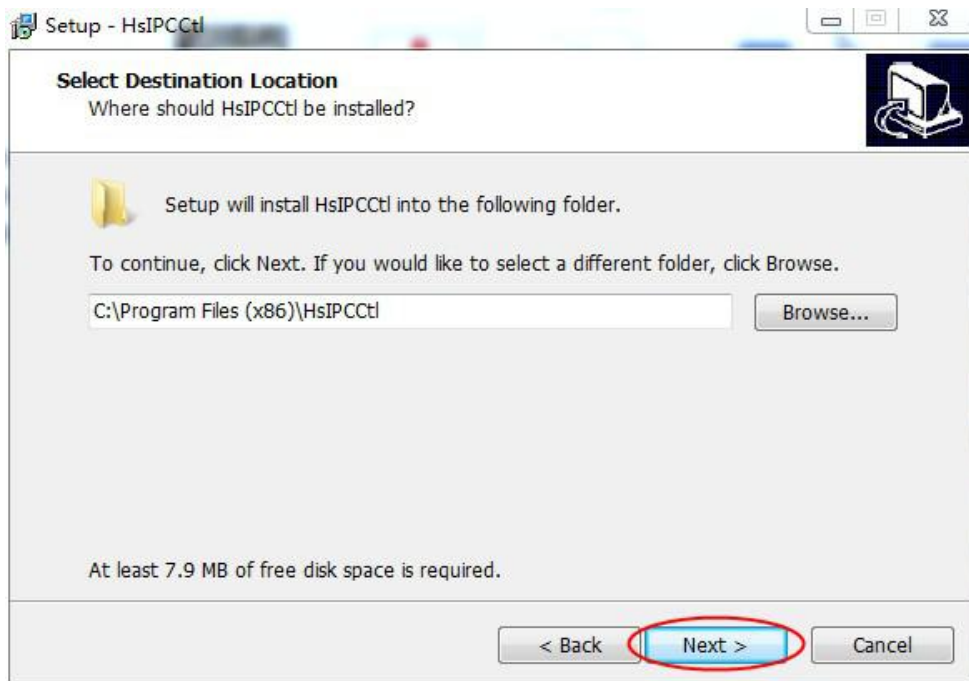 Setup - HsIPCCtl
Select Destination Location
Where should HsIPCCtl be installed?
Setup will install HsIPCCtl into the following folder.
To continue, click Next. If you would like to select a different folder, click Browse.
C:\Program Files (x86)\HsIPCCtl
Browse...
At least 7.9 MB of free disk space is required.
< Back
Next >
Cancel